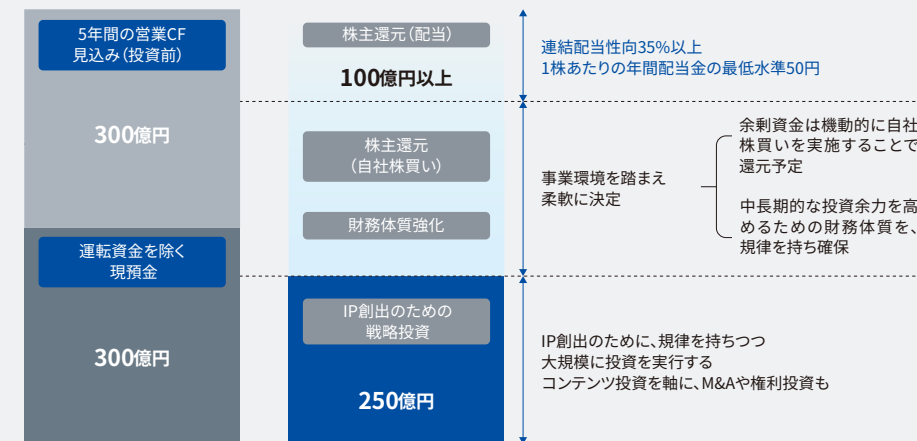 5年間の営業CF
見込み（投資前）
300億円
運転資金を除く
現預金
300億円
株主還元（配当）
100億円以上
株主還元
（自社株買い）
財務体質強化
IP創出のための
戦略投資
250億円
連結配当性向35%以上
1株あたりの年間配当金の最低水準50円
事業環境を踏まえ
柔軟に決定
余剰資金は機動的に自社
株買いを実施することで
還元予定
中長期的な投資余力を高
めるための財務体質を、
規律を持ち確保
IP創出のために、規律を持ちつつ
大規模に投資を実行する
コンテンツ投資を軸に、M&Aや権利投資も